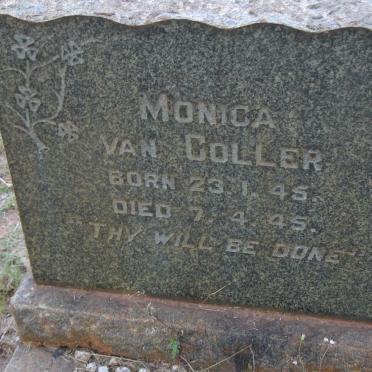 MONICA
VAN COLLER
BORN 23.1.45.
DIED 7.4.45.
"THY WILL BE DONE"